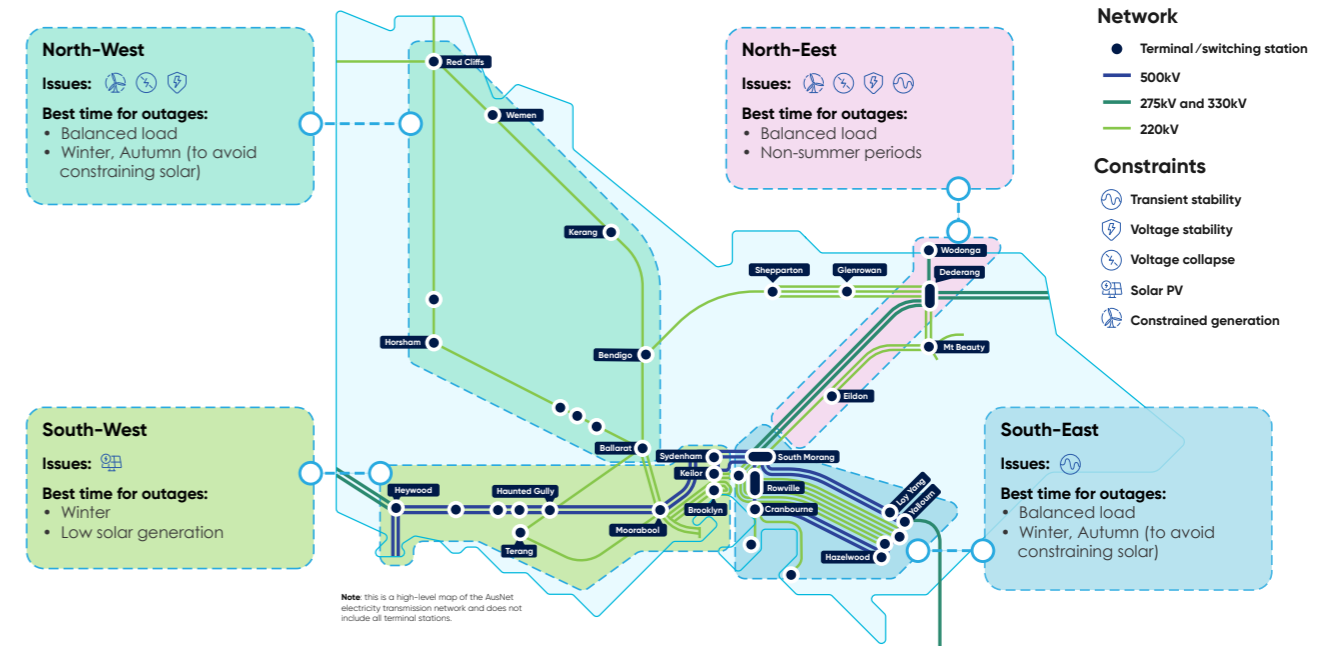 North-West
Issues:
Best time for outages:
• Balanced load
• Winter, Autumn (to avoid
constraining solar)
North-Eest
Issues:
Best time for outages:
• Balanced load
• Non-summer periods
Network
Terminal/switching station
500kV
275kV and 330kV
220kV
Constraints
Transient stability
Voltage stability
Voltage collapse
Solar PV
Constrained generation
Red Cliffs
Wemen
Kerang
Horsham
Bendigo
Ballarat
Shepparton
Glenrowan
Wodonga
Dederang
Mt Beauty
Eildon
South-West
Issues:
Best time for outages:
• Winter
• Low solar generation
Sydenham
Keilor
Brooklyn
South Morang
Rowville
Cranbourne
Heywood
Haunted Gully
Terang
Moorabool
Loy Yang
Yallourn
Hazelwood
South-East
Issues:
Best time for outages:
• Balanced load
• Winter, Autumn (to avoid
constraining solar)
Note: this is a high-level map of the AusNet
electricity transmission network and does not
include all terminal stations.